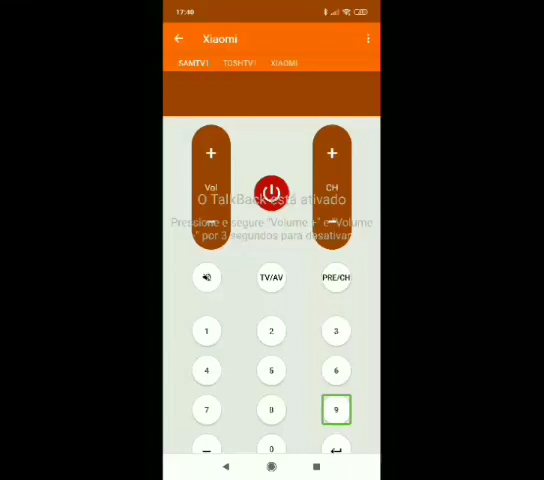 17:40
Xiaomi
SAMTV1 TOSHTV1 XIAOMI
+ +
Vol CH
O TalkBack está ativado
Pressione e segure "Volume +" e "Volume
-" por 3 segundos para desativar.
TV/AV PRE/CH
1 2 3
4 5 6
7 8 9
- 0